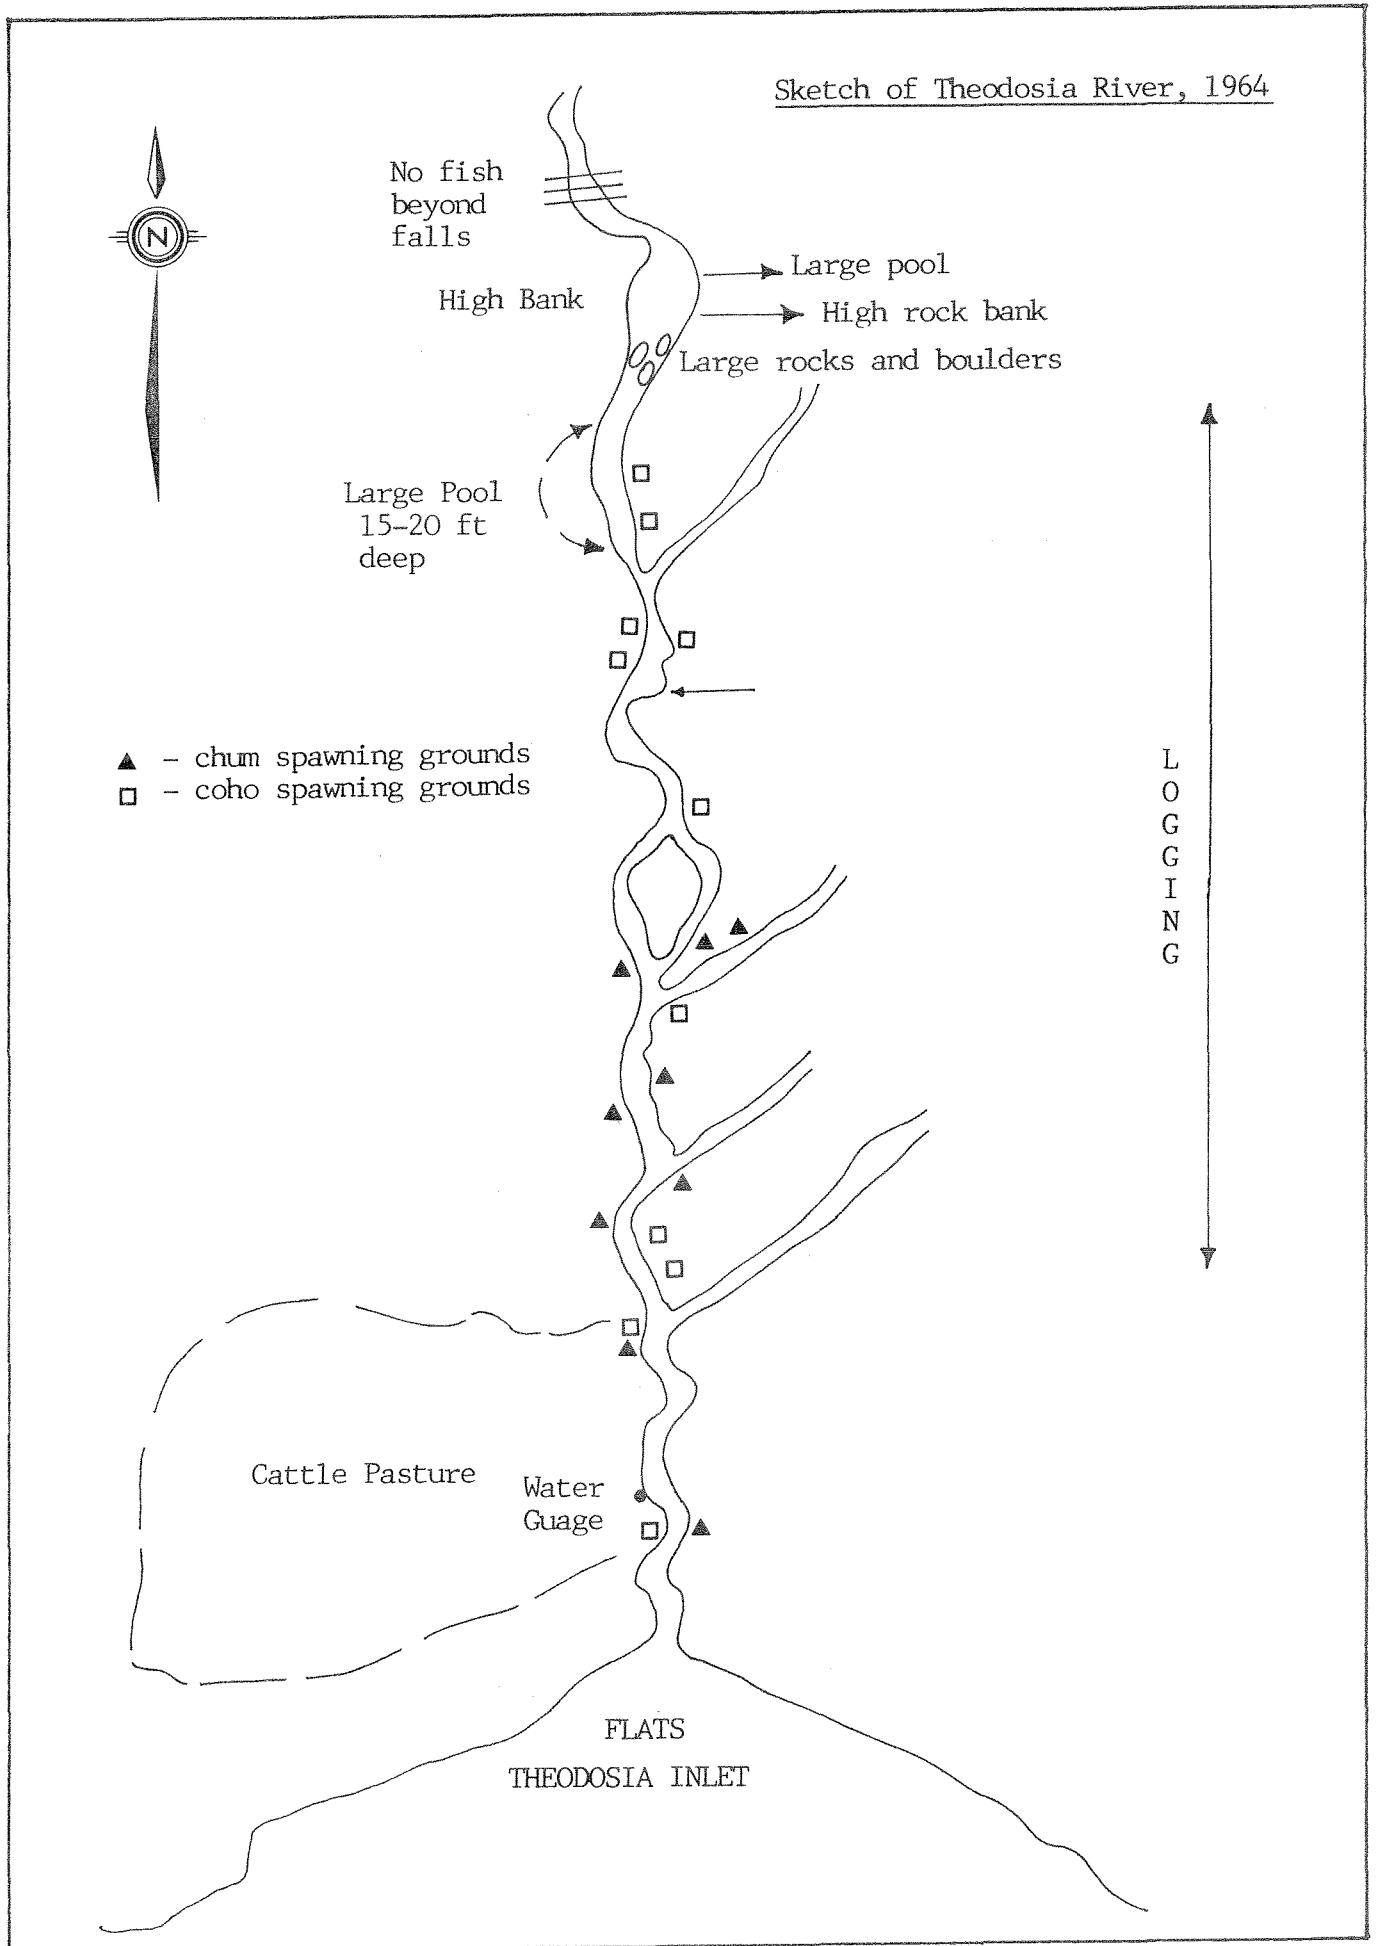 Sketch of Theodosia River, 1964
No fish
beyond
falls
N
Large pool
High Bank
High rock bank
Large rocks and boulders
Large Pool
15-20 ft
deep
▲ - chum spawning grounds
□ - coho spawning grounds
L
O
G
G
I
N
G
Cattle Pasture
Water
Guage
FLATS
THEODOSIA INLET